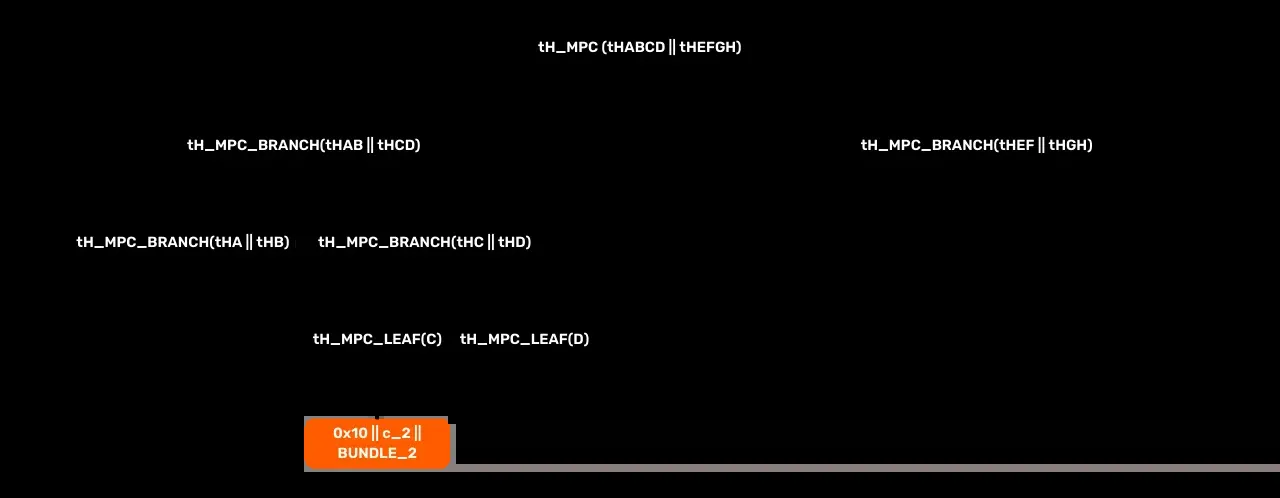 tH_MPC (tHABCD || tHEFGH)
tH_MPC_BRANCH(tHAB || tHCD)
tH_MPC_BRANCH(tHEF || tHGH)
tH_MPC_BRANCH(tHA || tHB)
tH_MPC_BRANCH(tHC || tHD)
tH_MPC_LEAF(C)
tH_MPC_LEAF(D)
0x10 || c_2 ||
BUNDLE_2